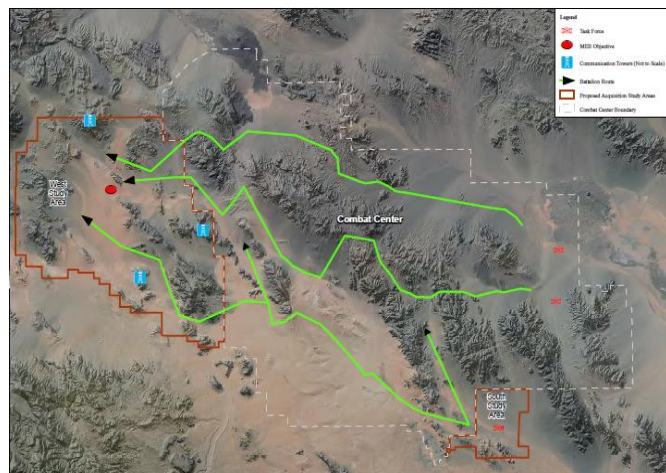 Legend
Task Force
MEB Objective
Communication Towers (Not to Scale)
Battalion Route
Proposed Acquisition Study Areas
Combat Center Boundary
West
Study
Area
Combat Center
South
Study
Area